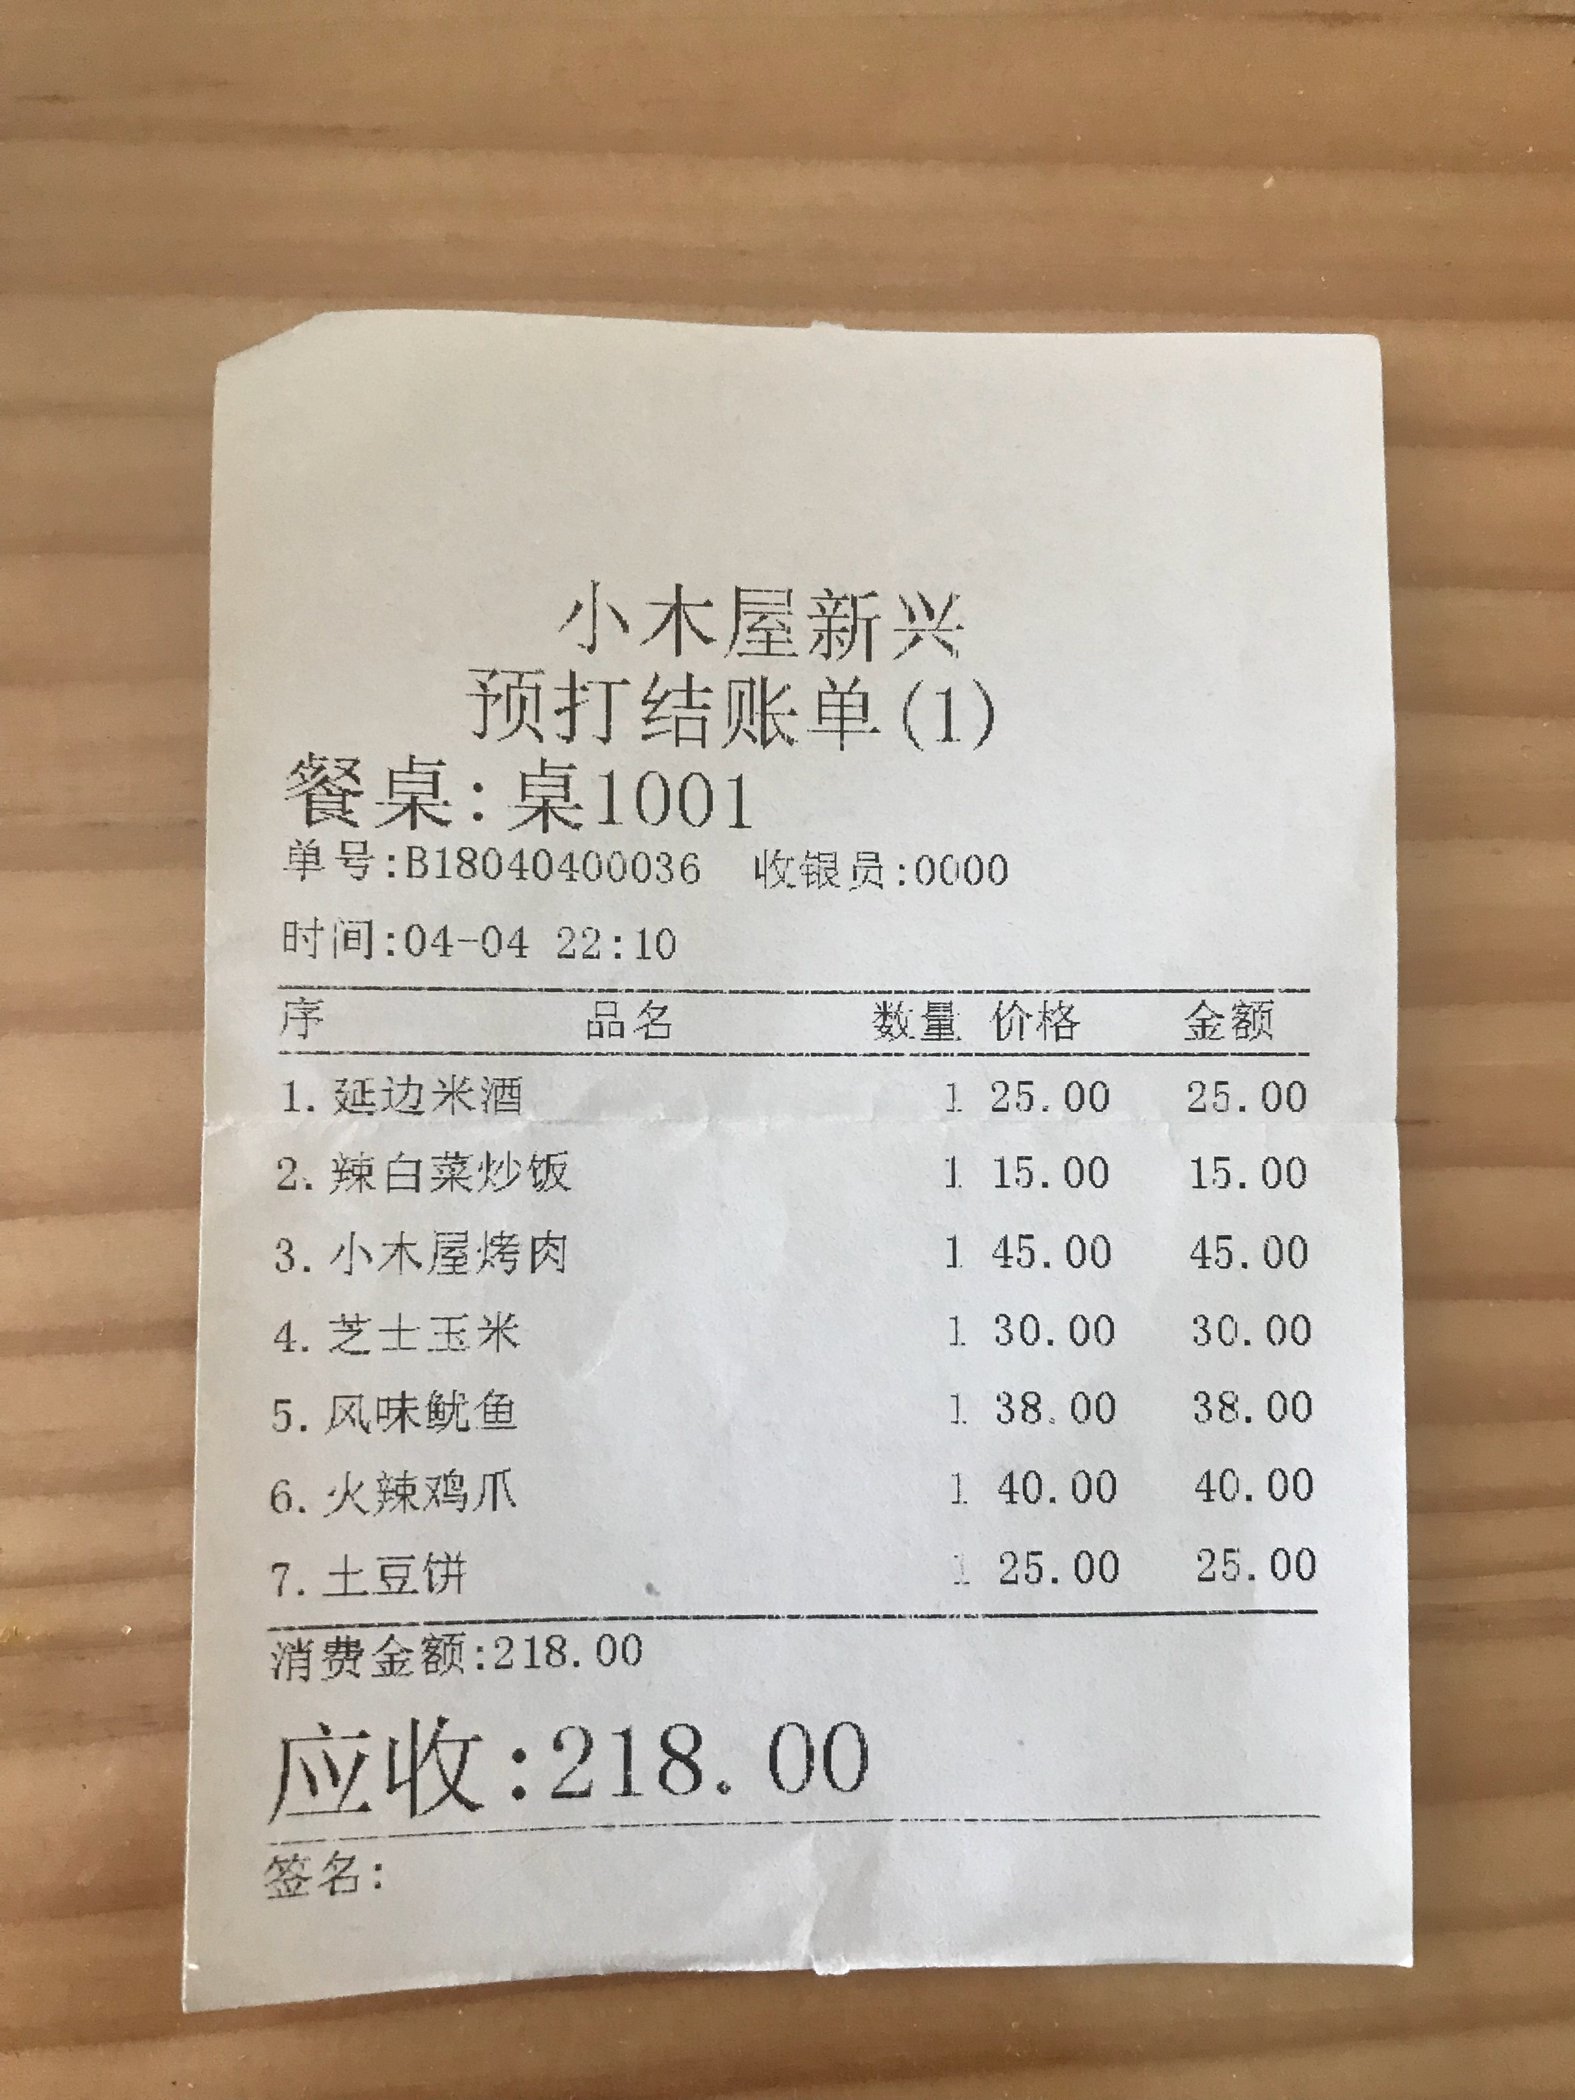 小木屋新兴
预打结账单(1)
餐桌:桌1001
单号:B18040400036 收银员:0000
时间:04-04 22:10
序 品名 数量 价格 金额
1.延边米酒 1 25.00 25.00
2.辣白菜炒饭 1 15.00 15.00
3.小木屋烤肉 1 45.00 45.00
4.芝士玉米 1 30.00 30.00
5.风味鱿鱼 1 38.00 38.00
6.火辣鸡爪 1 40.00 40.00
7.土豆饼 1 25.00 25.00
消费金额:218.00
应收:218.00
签名: